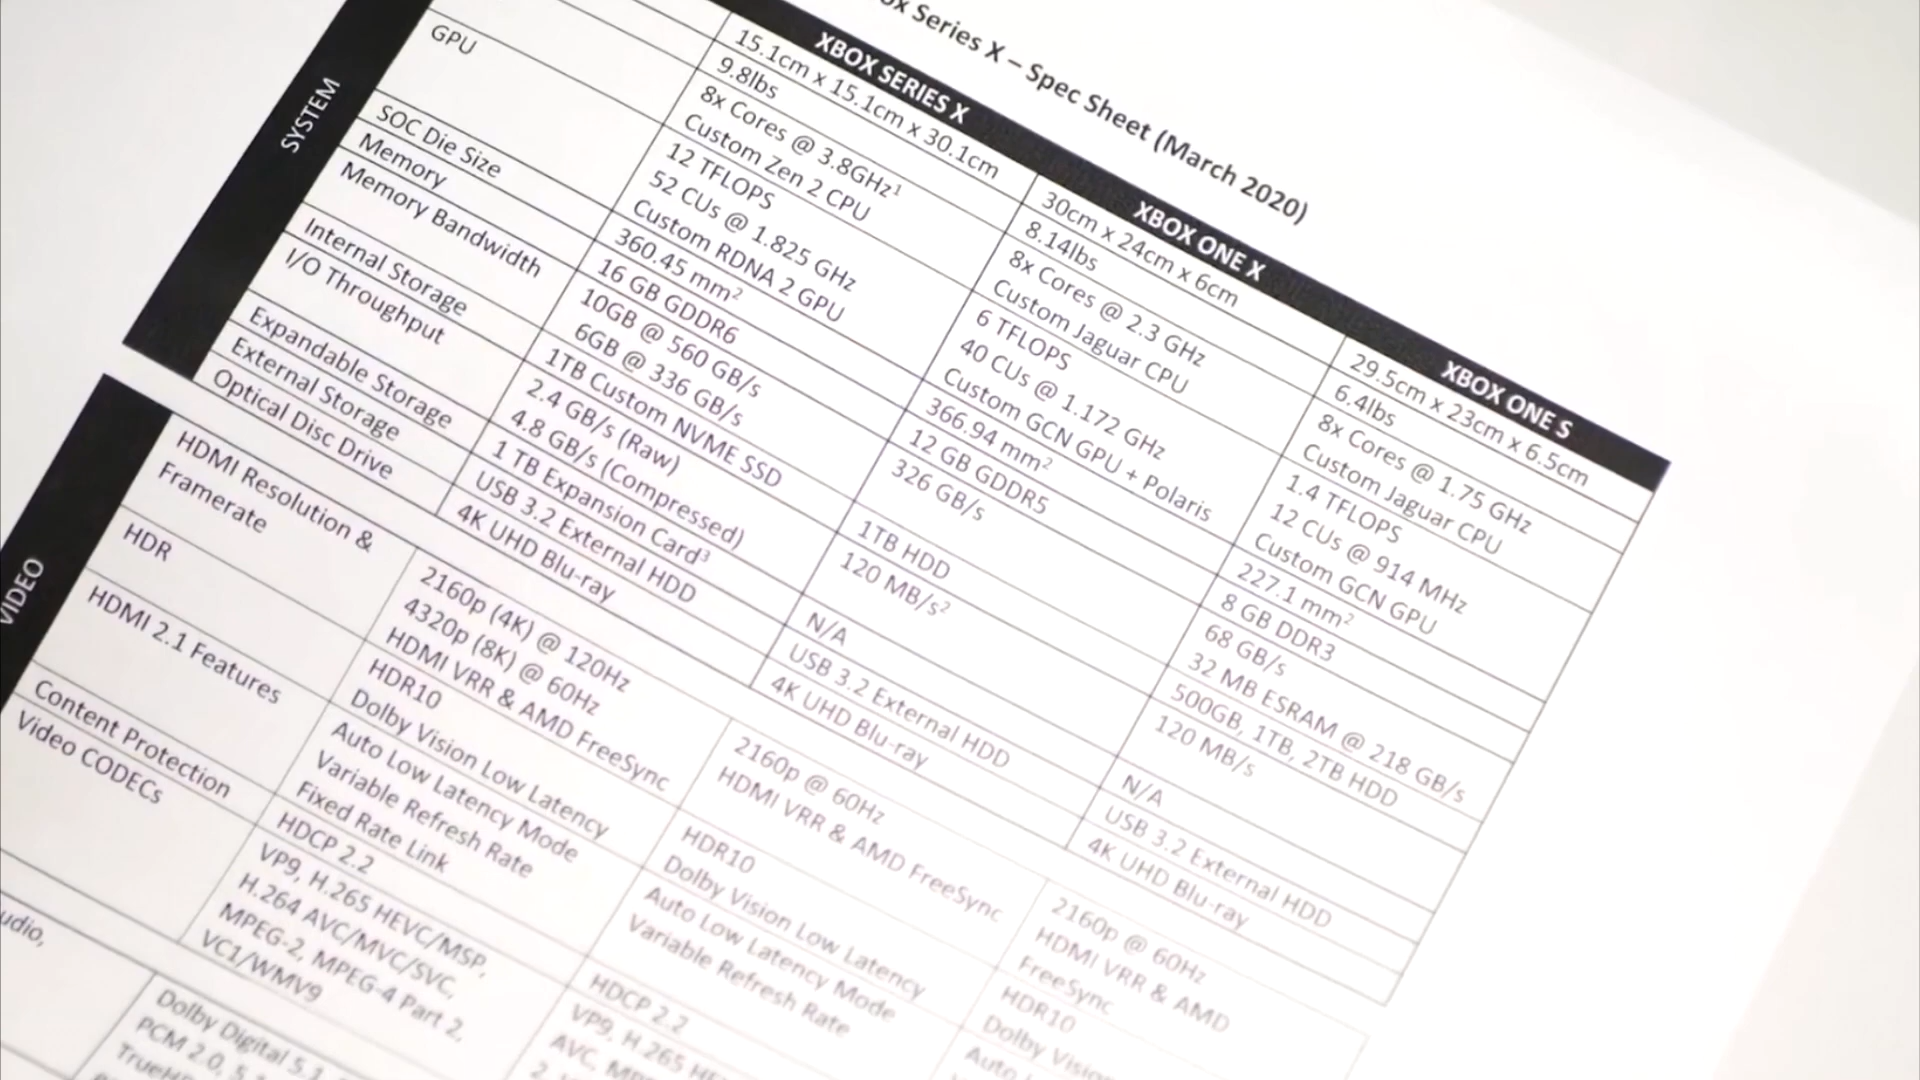 Series X – Spec Sheet (March 2020)
XBOX SERIES X
XBOX ONE X
XBOX ONE S
SYSTEM
15.1cm x 15.1cm x 30.1cm
30cm x 24cm x 6cm
29.5cm x 23cm x 6.5cm
9.8lbs
8.14lbs
6.4lbs
8x Cores @ 3.8GHz¹
Custom Zen 2 CPU
8x Cores @ 2.3 GHz
Custom Jaguar CPU
8x Cores @ 1.75 GHz
Custom Jaguar CPU
GPU
12 TFLOPS
52 CUs @ 1.825 GHz
Custom RDNA 2 GPU
6 TFLOPS
40 CUs @ 1.172 GHz
Custom GCN GPU + Polaris
1.4 TFLOPS
12 CUs @ 914 MHz
Custom GCN GPU
SOC Die Size
360.45 mm²
366.94 mm²
227.1 mm²
Memory
16 GB GDDR6
12 GB GDDR5
8 GB DDR3
Memory Bandwidth
10GB @ 560 GB/s
6GB @ 336 GB/s
326 GB/s
68 GB/s
32 MB ESRAM @ 218 GB/s
Internal Storage
1TB Custom NVME SSD
1TB HDD
500GB, 1TB, 2TB HDD
I/O Throughput
2.4 GB/s (Raw)
4.8 GB/s (Compressed)
120 MB/s²
120 MB/s
Expandable Storage
1 TB Expansion Card³
N/A
N/A
External Storage
USB 3.2 External HDD
USB 3.2 External HDD
USB 3.2 External HDD
Optical Disc Drive
4K UHD Blu-ray
4K UHD Blu-ray
4K UHD Blu-ray
VIDEO
HDMI Resolution &
Framerate
2160p (4K) @ 120Hz
4320p (8K) @ 60Hz
HDMI VRR & AMD FreeSync
2160p @ 60Hz
HDMI VRR & AMD FreeSync
2160p @ 60Hz
HDMI VRR & AMD
FreeSync
HDR
HDR10
Dolby Vision Low Latency
HDR10
Dolby Vision Low Latency
HDR10
Dolby
HDMI 2.1 Features
Auto Low Latency Mode
Variable Refresh Rate
Fixed Rate Link
Auto Low Latency Mode
Variable Refresh Rate
Auto
Content Protection
HDCP 2.2
HDCP 2.2
Video CODECs
VP9, H.265 HEVC/MSP,
H.264 AVC/MVC/SVC,
MPEG-2, MPEG-4 Part 2,
VC1/WMV9
VP9, H.265
AVC,
2,
Dolby Digital 5.1
PCM 2.0,